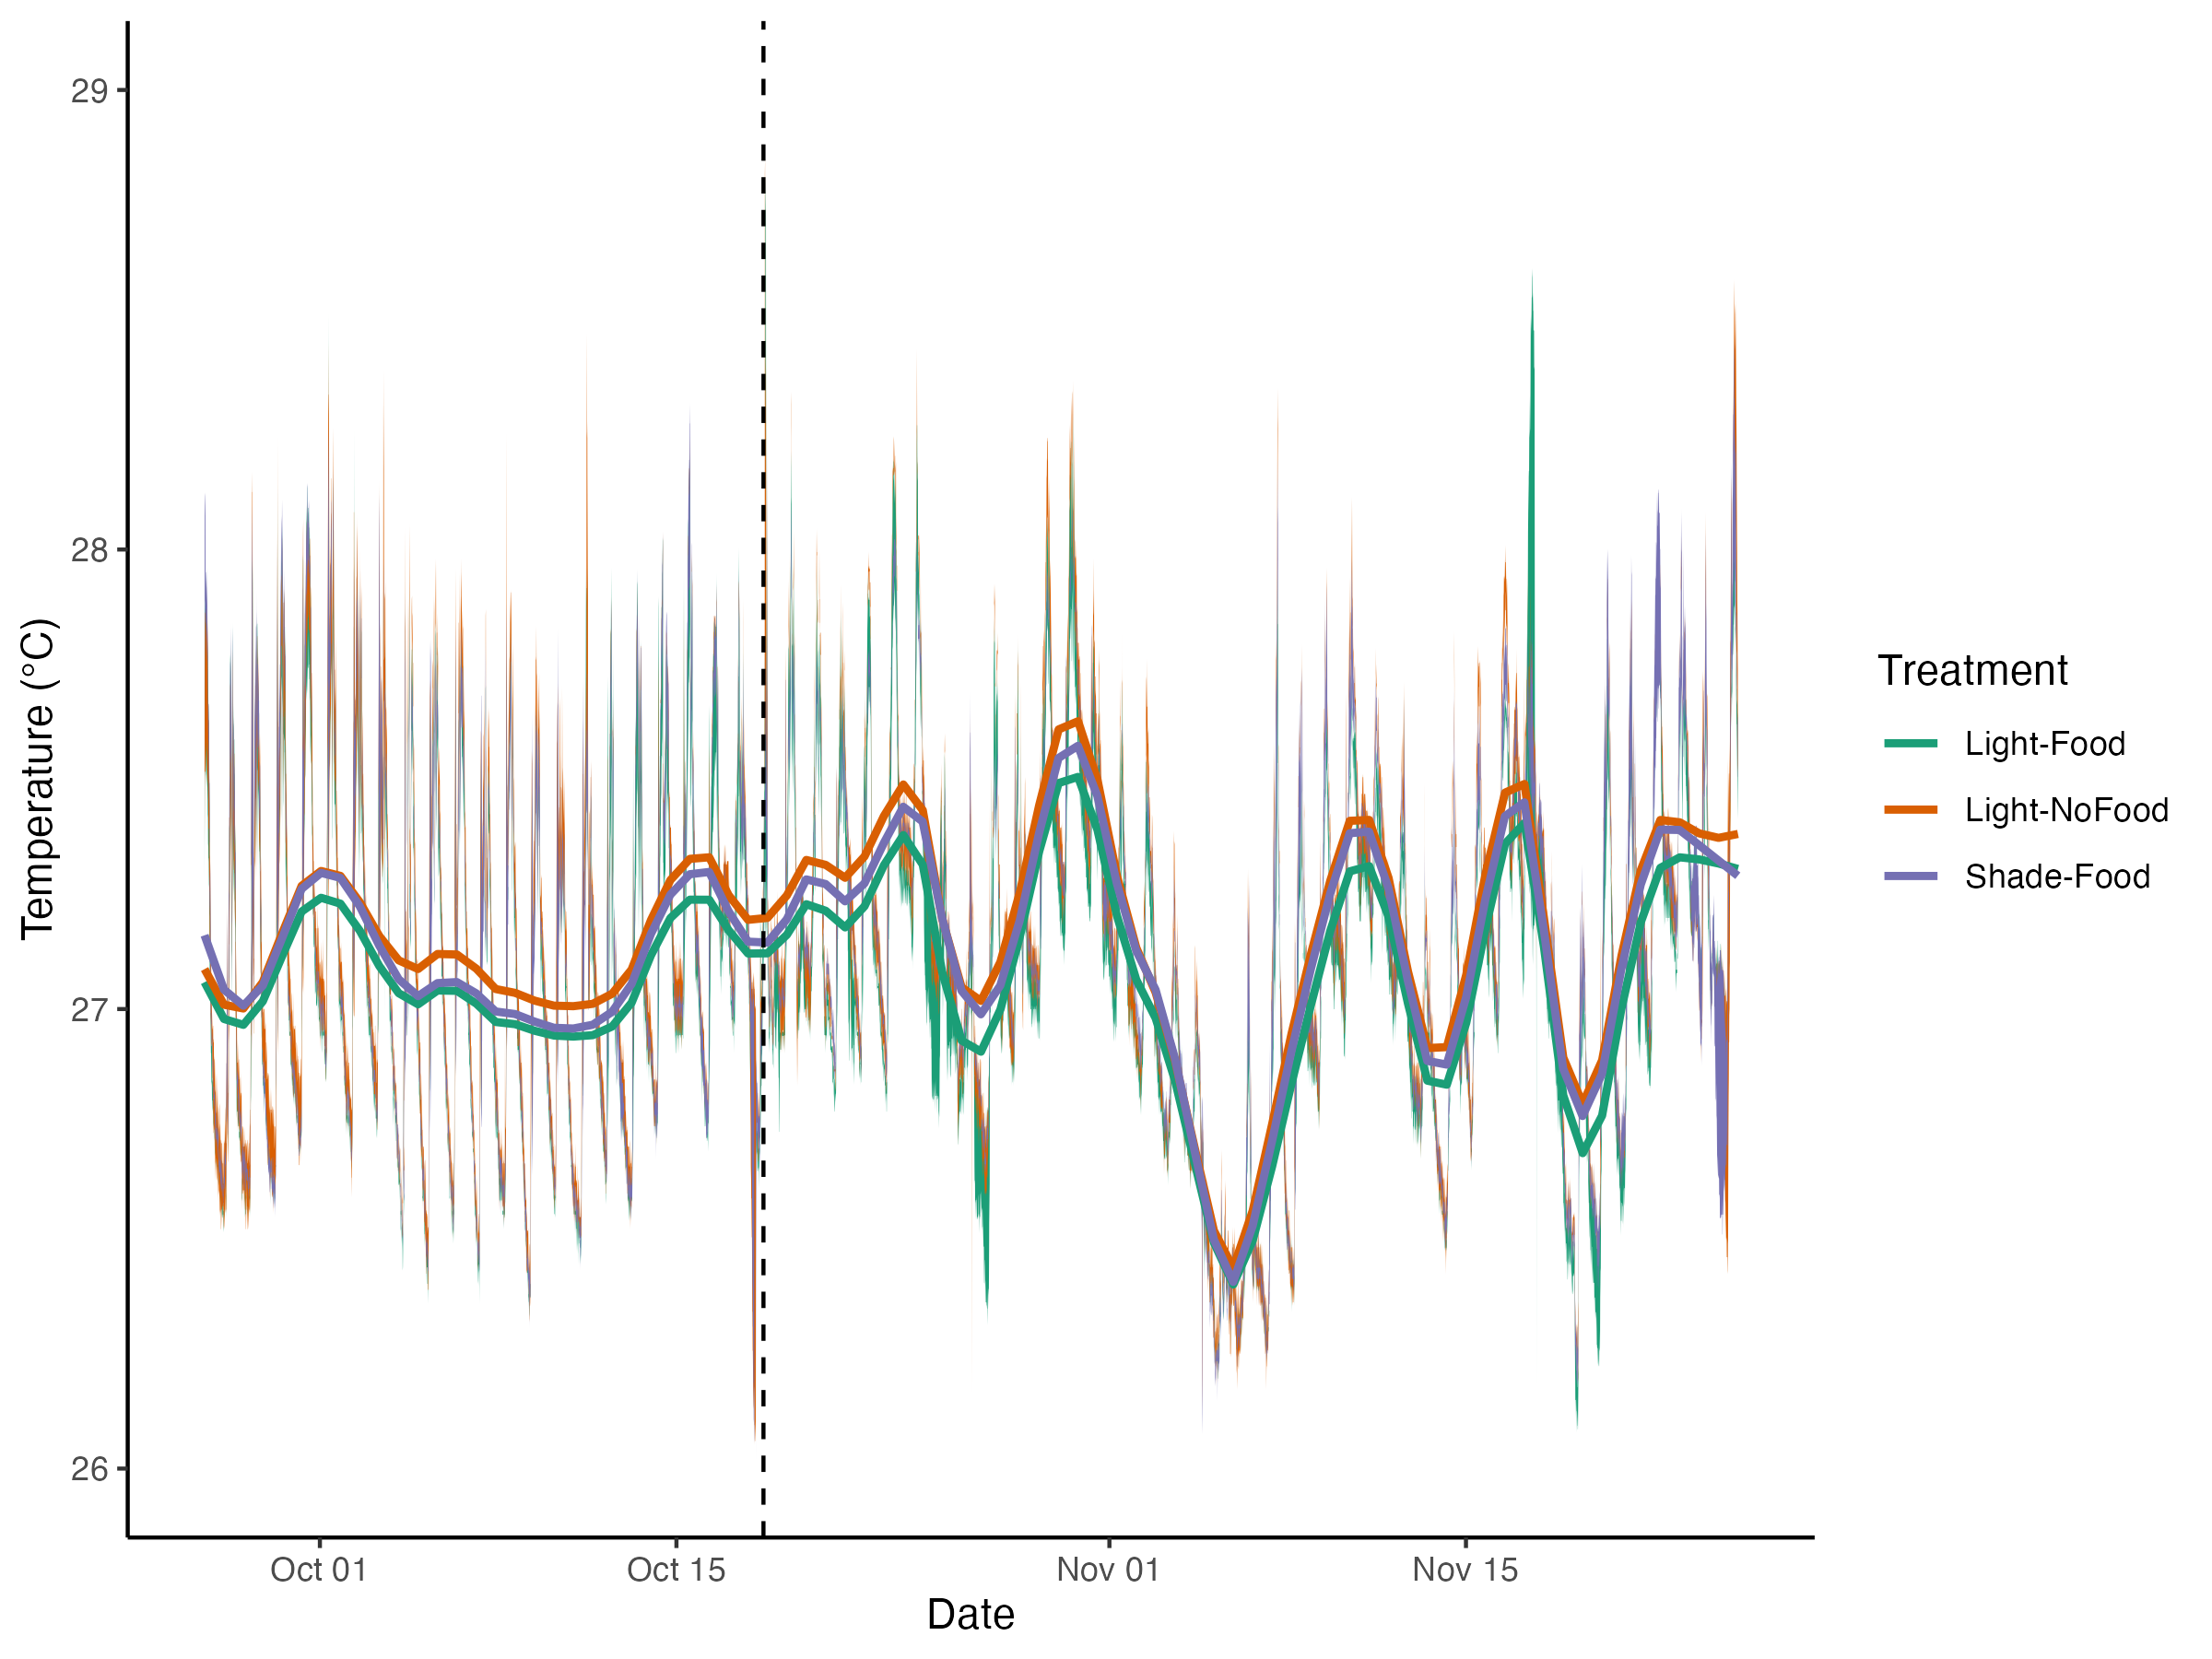 29
28
27
26
Temperature (°C)
Oct 01
Oct 15
Nov 01
Nov 15
Date
Treatment
Light-Food
Light-NoFood
Shade-Food